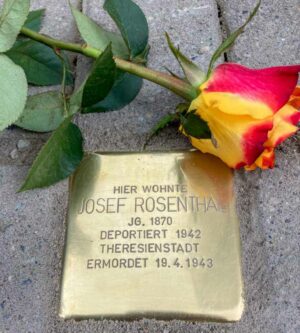 HIER WOHNTE
JOSEF ROSENTHAL
JG. 1870
DEPORTIERT 1942
THERESIENSTADT
ERMORDET 19.4.1943